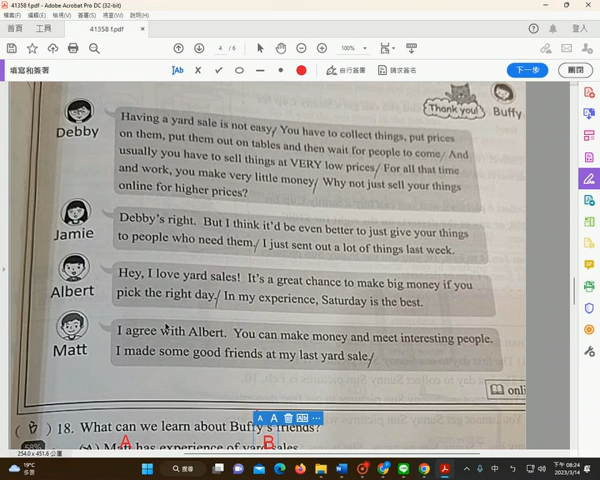 41358 f.pdf - Adobe Acrobat Pro DC (32-bit)
檔案(F) 編輯(E) 檢視(V) 簽署(S) 視窗(W) 說明(H)
首頁 工具 41358 f.pdf × 登入
4 / 6 100%
填寫和簽署 Ab 自行簽署 請求簽名 下一步 關閉
Thank you! Buffy
Debby
Having a yard sale is not easy/ You have to collect things, put prices
on them, put them out on tables and then wait for people to come/ And
usually you have to sell things at VERY low prices/ For all that time
and work, you make very little money/ Why not just sell your things
online for higher prices?
Jamie
Debby's right. But I think it'd be even better to just give your things
to people who need them/ I just sent out a lot of things last week.
Albert
Hey, I love yard sales! It's a great chance to make big money if you
pick the right day/ In my experience, Saturday is the best.
Matt
I agree with Albert. You can make money and meet interesting people.
I made some good friends at my last yard sale/
onli
A A
( B ) 18. What can we learn about Buffy's friends?
A B
(A) Matt has experience of yard sales.
254.0 x 451.6 公釐
19°C
多雲
搜尋
中
下午 08:24
2023/3/14